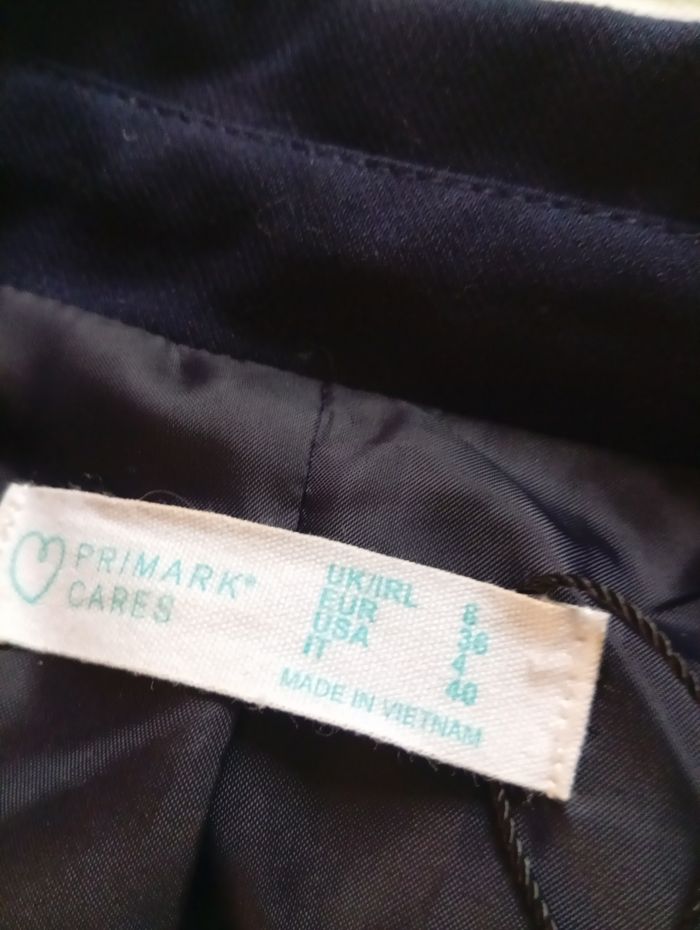 PRIMARK®
CARES
UK/IRL 8
EUR 36
USA 4
IT 40
MADE IN VIETNAM